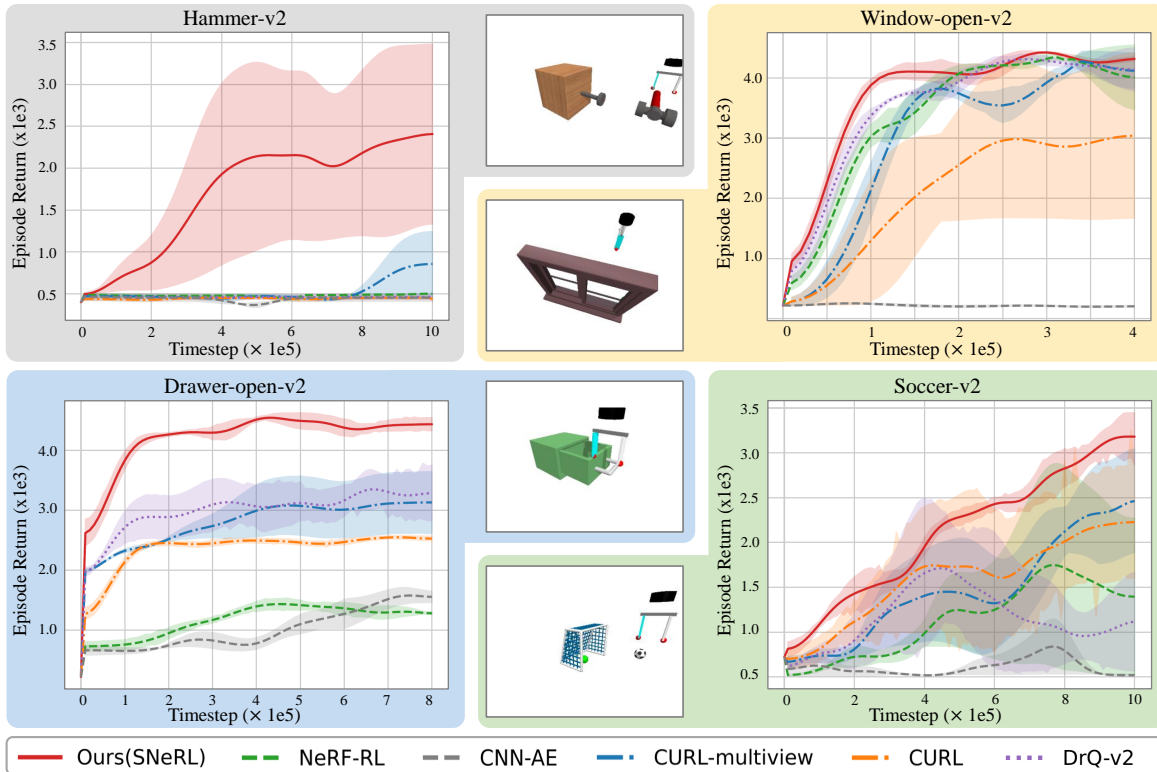 Hammer-v2
Episode Return (x1e3)
3.5
3.0
2.5
2.0
1.5
1.0
0.5
0 2 4 6 8 10
Timestep (× 1e5)
Window-open-v2
Episode Return (x1e3)
4.0
3.0
2.0
1.0
0 1 2 3 4
Timestep (× 1e5)
Drawer-open-v2
Episode Return (x1e3)
4.0
3.0
2.0
1.0
0 1 2 3 4 5 6 7 8
Timestep (× 1e5)
Soccer-v2
Episode Return (x1e3)
3.5
3.0
2.5
2.0
1.5
1.0
0.5
0 2 4 6 8 10
Timestep (× 1e5)
Ours(SNeRL) NeRF-RL CNN-AE CURL-multiview CURL DrQ-v2